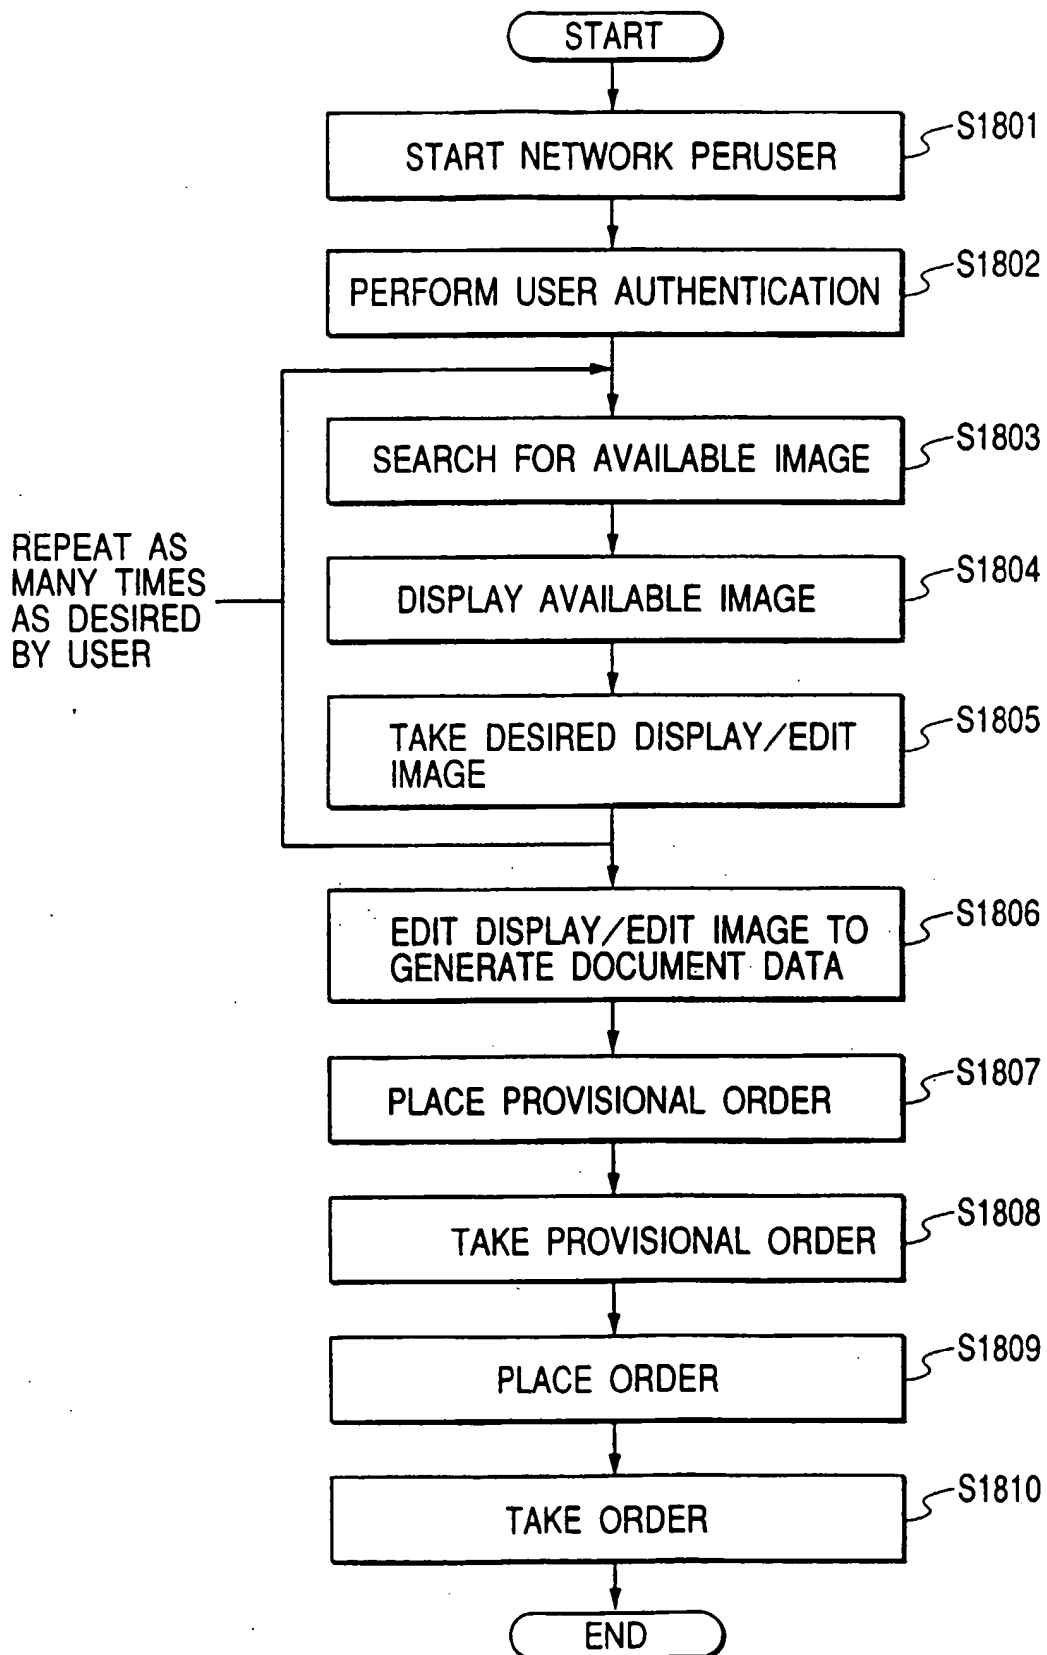 START
START NETWORK PERUSER
S1801
PERFORM USER AUTHENTICATION
S1802
SEARCH FOR AVAILABLE IMAGE
S1803
REPEAT AS
MANY TIMES
AS DESIRED
BY USER
DISPLAY AVAILABLE IMAGE
S1804
TAKE DESIRED DISPLAY/EDIT
IMAGE
S1805
EDIT DISPLAY/EDIT IMAGE TO
GENERATE DOCUMENT DATA
S1806
PLACE PROVISIONAL ORDER
S1807
TAKE PROVISIONAL ORDER
S1808
PLACE ORDER
S1809
TAKE ORDER
S1810
END